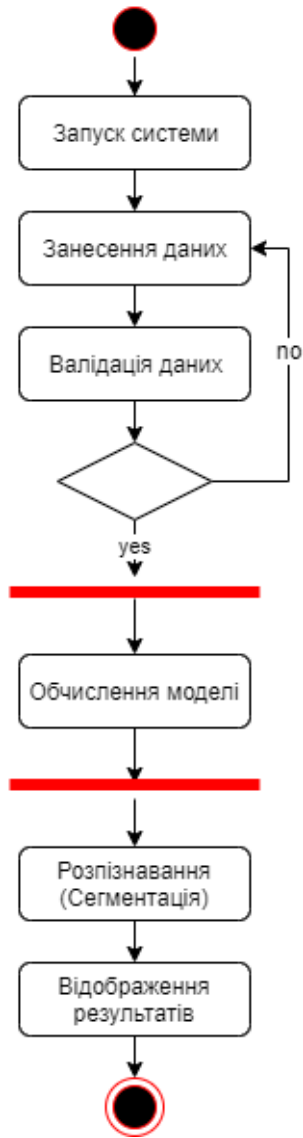 Запуск системи
Занесення даних
Валідація даних
no
yes
Обчислення моделі
Розпізнавання
(Сегментація)
Відображення
результатів